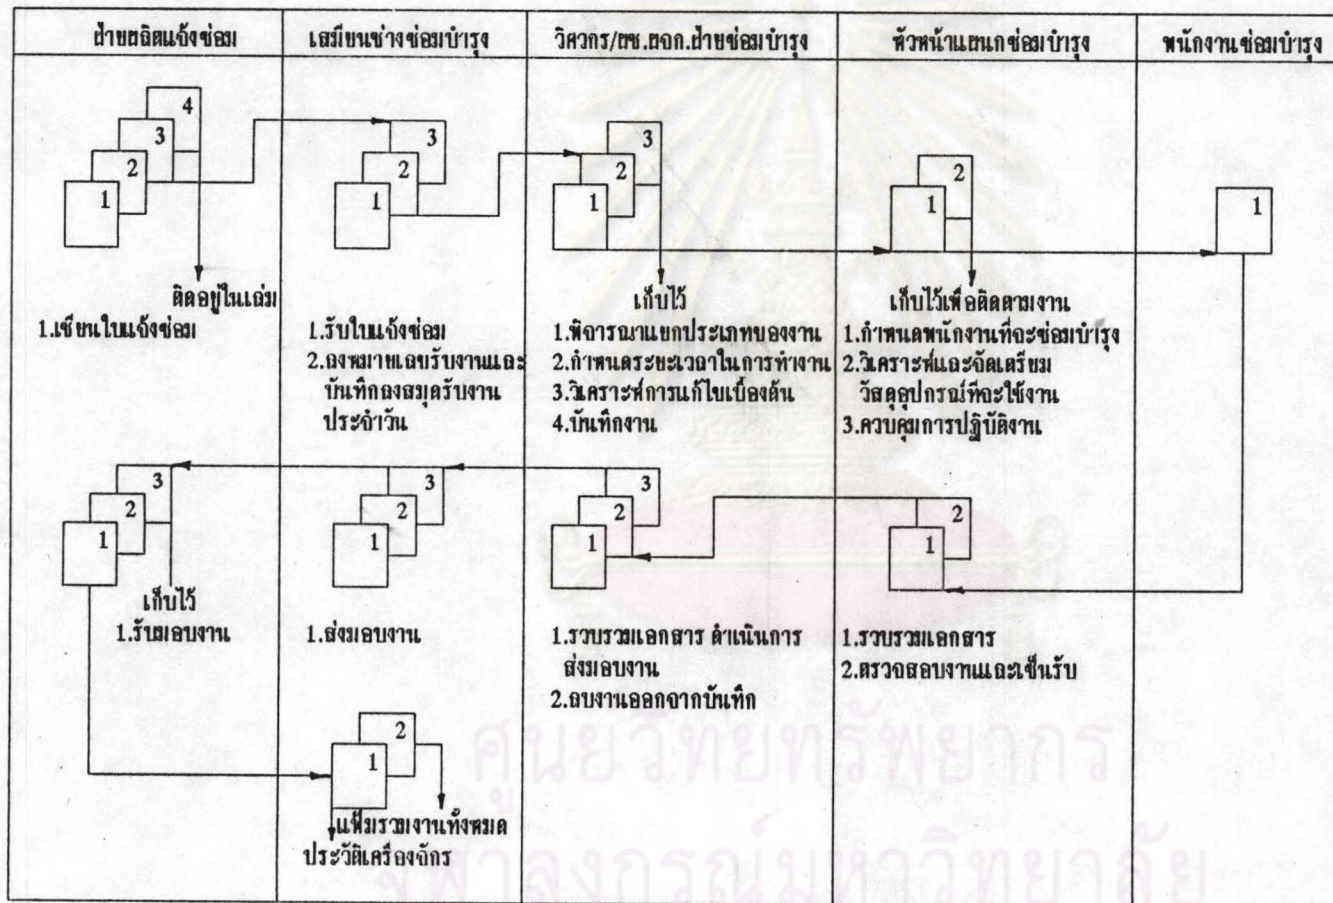 ฝ่ายผลิตแจ้งซ่อม
เสมียนช่างซ่อมบำรุง
วิศวกร/ผช.ผจก.ฝ่ายซ่อมบำรุง
หัวหน้าแผนกซ่อมบำรุง
พนักงานซ่อมบำรุง
4
3
2
1
ติดอยู่ในเล่ม
1.เขียนใบแจ้งซ่อม
3
2
1
1.รับใบแจ้งซ่อม
2.ลงหมายเลขรับงานและ
บันทึกลงสมุดรับงาน
ประจำวัน
3
2
1
เก็บไว้
1.พิจารณาแยกประเภทของงาน
2.กำหนดระยะเวลาในการทำงาน
3.วิเคราะห์การแก้ไขเบื้องต้น
4.บันทึกงาน
2
1
เก็บไว้เพื่อติดตามงาน
1.กำหนดพนักงานที่จะซ่อมบำรุง
2.วิเคราะห์และจัดเตรียม
วัสดุอุปกรณ์ที่จะใช้งาน
3.ควบคุมการปฏิบัติงาน
1
3
2
1
เก็บไว้
1.รับมอบงาน
3
2
1
1.ส่งมอบงาน
3
2
1
1.รวบรวมเอกสาร ดำเนินการ
ส่งมอบงาน
2.ลบงานออกจากบันทึก
2
1
1.รวบรวมเอกสาร
2.ตรวจสอบงานและเซ็นรับ
2
1
แฟ้มรวมงานทั้งหมด
ประวัติเครื่องจักร
ศูนย์วิทยทรัพยากร
จุฬาลงกรณ์มหาวิทยาลัย